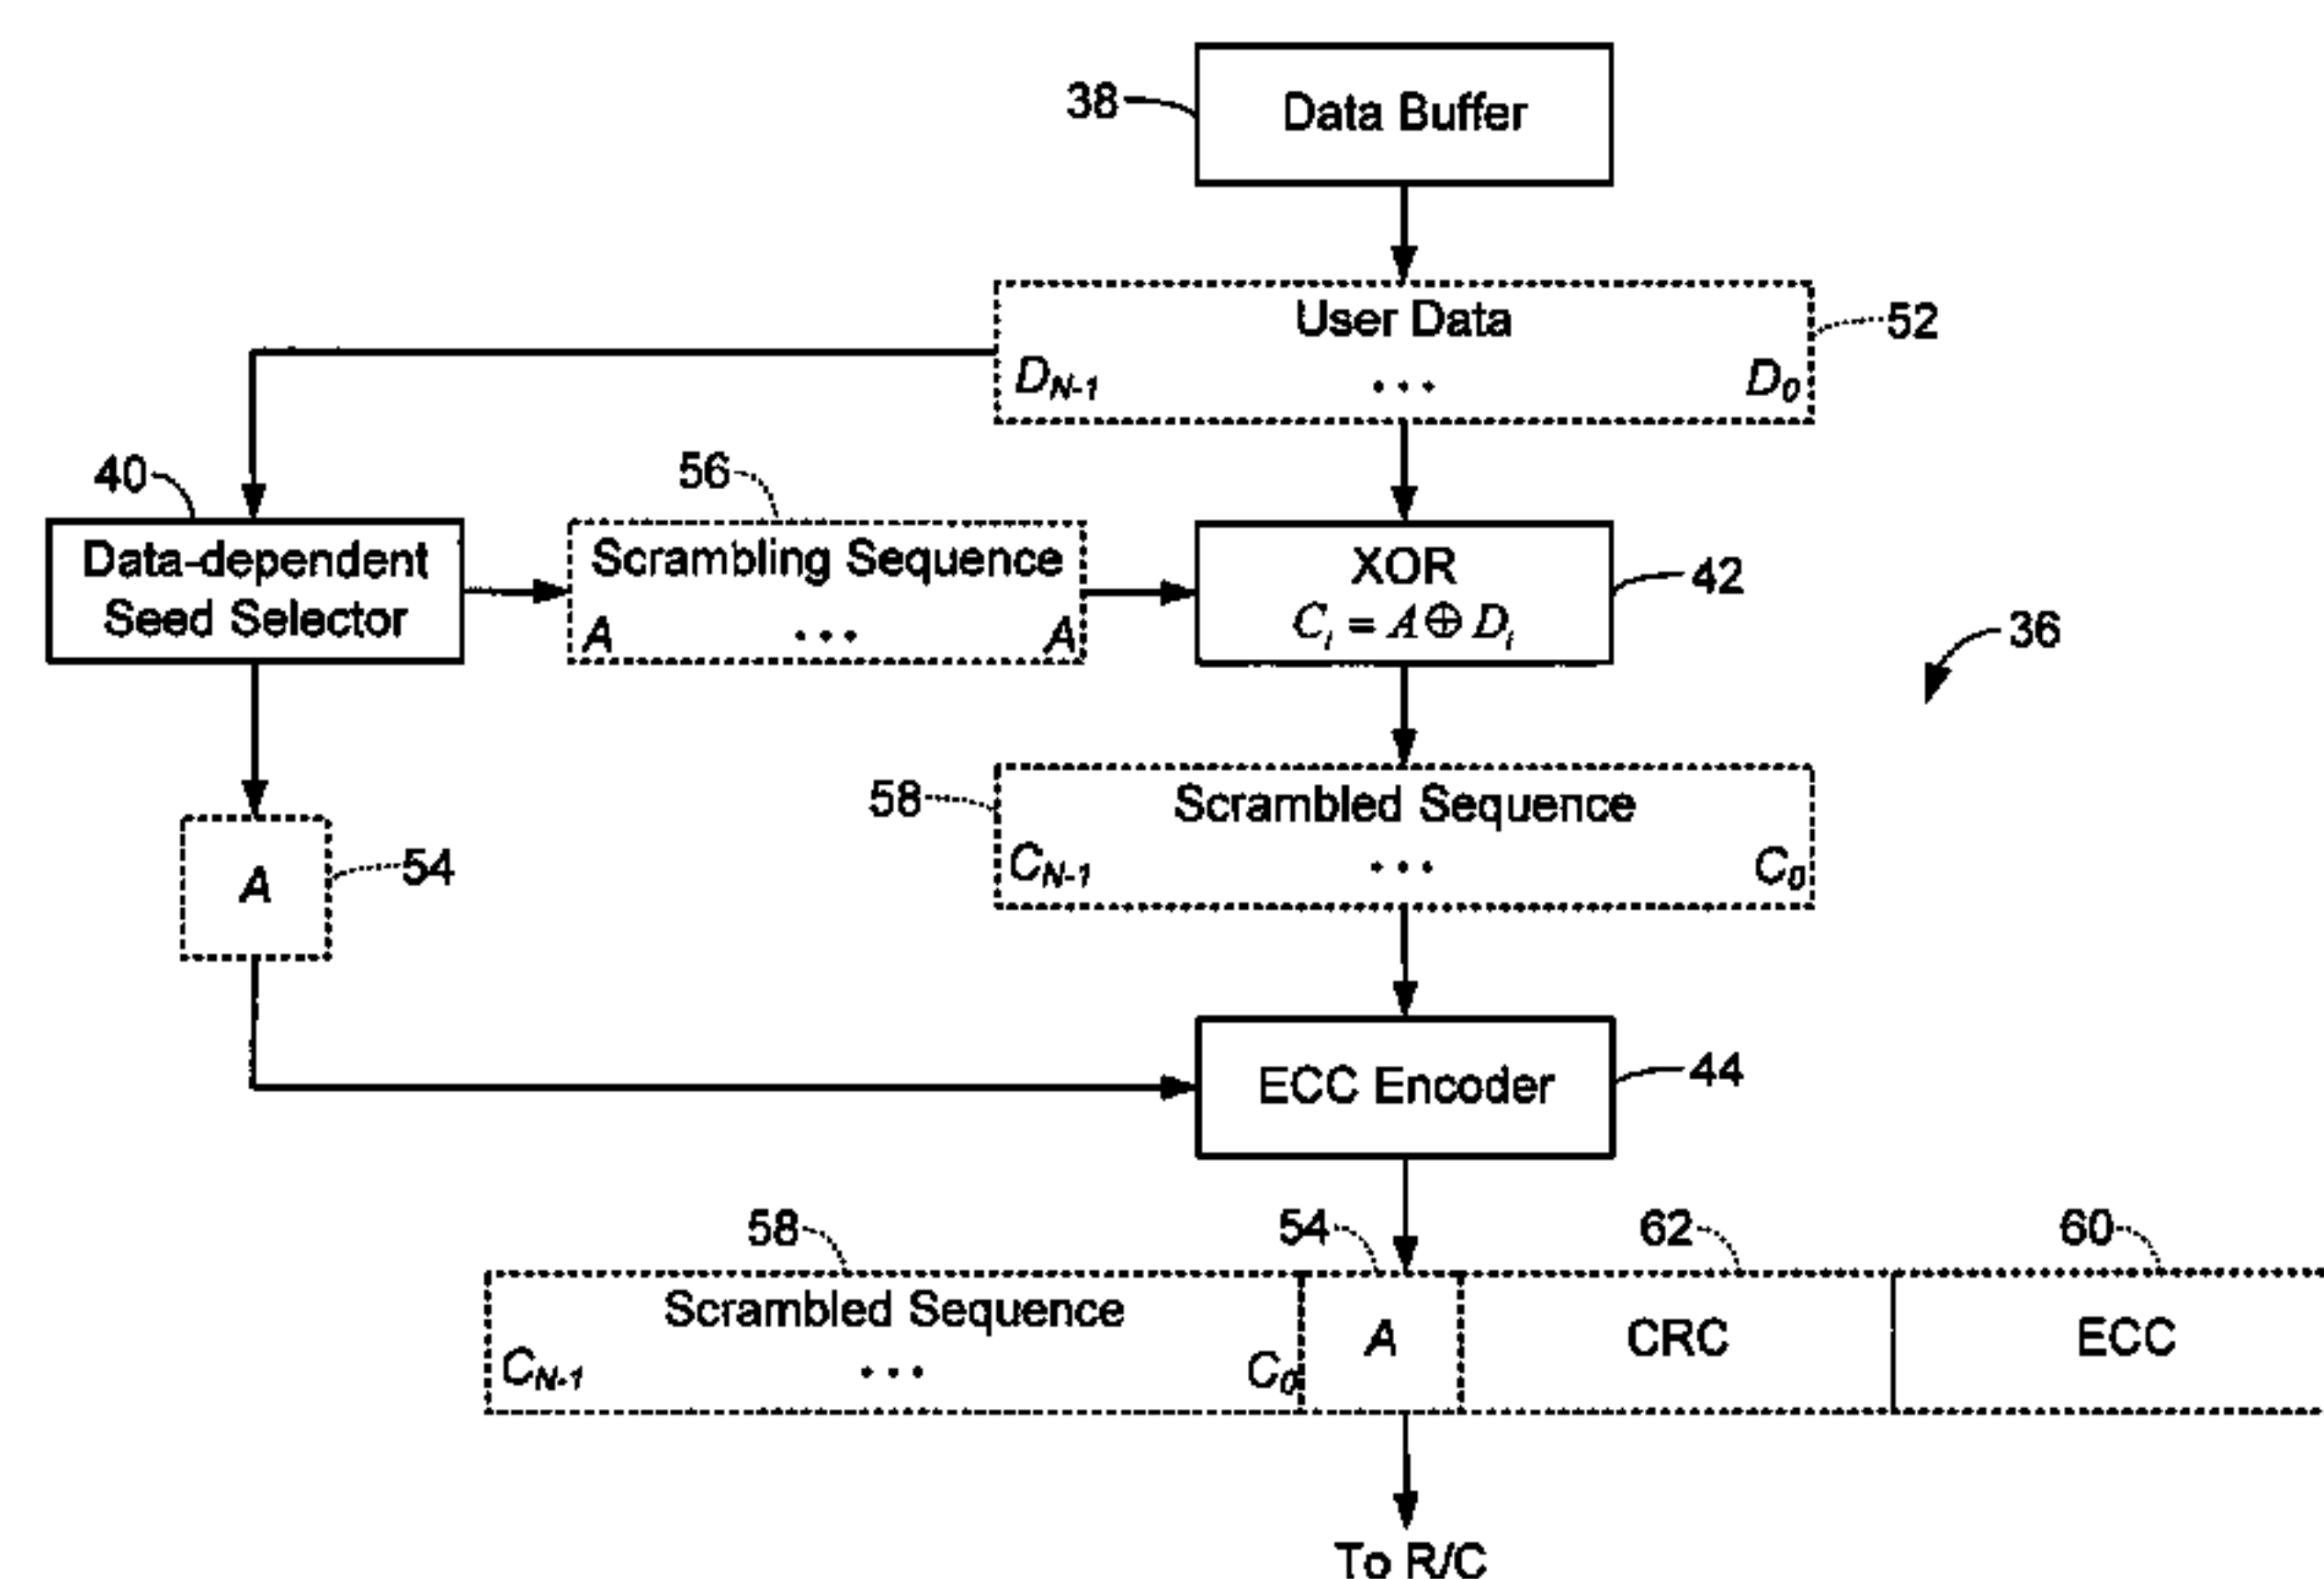 38
Data Buffer
User Data
52
D_{N-1} ... D_0
40
56
Data-dependent
Seed Selector
Scrambling Sequence
A ... A
XOR
C_i = A ⊕ D_i
42
36
58
Scrambled Sequence
C_{N-1} ... C_0
A
54
ECC Encoder
44
58
54
62
60
Scrambled Sequence
C_{N-1} ... C_0
A
CRC
ECC
To R/C